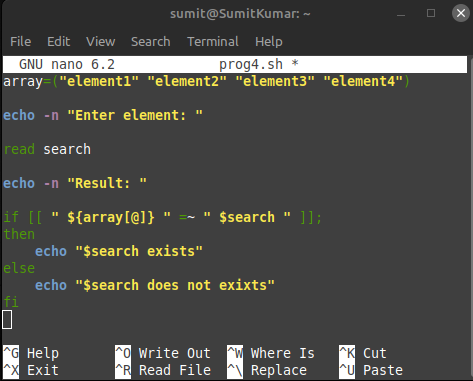 sumit@SumitKumar: ~
File Edit View Search Terminal Help
GNU nano 6.2 prog4.sh *
array=("element1" "element2" "element3" "element4")
echo -n "Enter element: "
read search
echo -n "Result: "
if [[ " ${array[@]} " =~ " $search " ]];
then
    echo "$search exists"
else
    echo "$search does not exixts"
fi
^G Help ^O Write Out ^W Where Is ^K Cut
^X Exit ^R Read File ^\ Replace ^U Paste